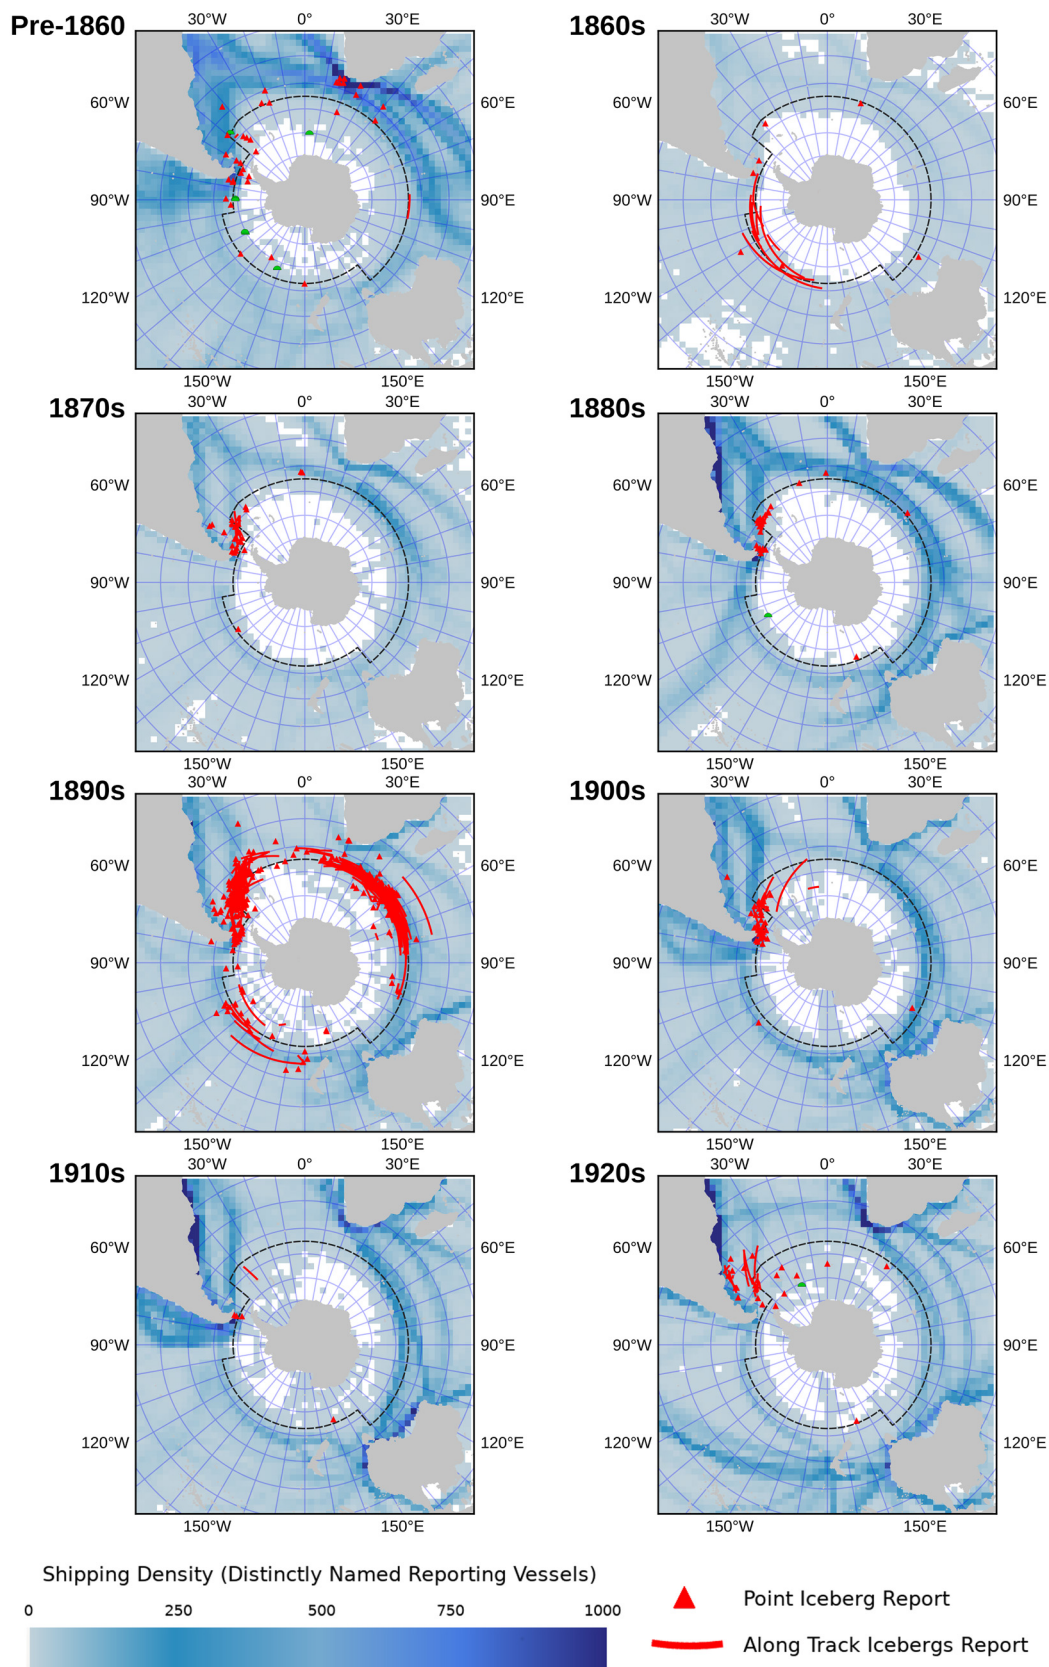 30°W 0° 30°E 30°W 0° 30°E
Pre-1860 1860s
60°W 60°E 60°W 60°E
90°W 90°E 90°W 90°E
120°W 120°E 120°W 120°E
150°W 150°E 150°W 150°E
30°W 0° 30°E 30°W 0° 30°E
1870s 1880s
60°W 60°E 60°W 60°E
90°W 90°E 90°W 90°E
120°W 120°E 120°W 120°E
150°W 150°E 150°W 150°E
30°W 0° 30°E 30°W 0° 30°E
1890s 1900s
60°W 60°E 60°W 60°E
90°W 90°E 90°W 90°E
120°W 120°E 120°W 120°E
150°W 150°E 150°W 150°E
30°W 0° 30°E 30°W 0° 30°E
1910s 1920s
60°W 60°E 60°W 60°E
90°W 90°E 90°W 90°E
120°W 120°E 120°W 120°E
150°W 150°E 150°W 150°E
Shipping Density (Distinctly Named Reporting Vessels)
0 250 500 750 1000
Point Iceberg Report
Along Track Icebergs Report